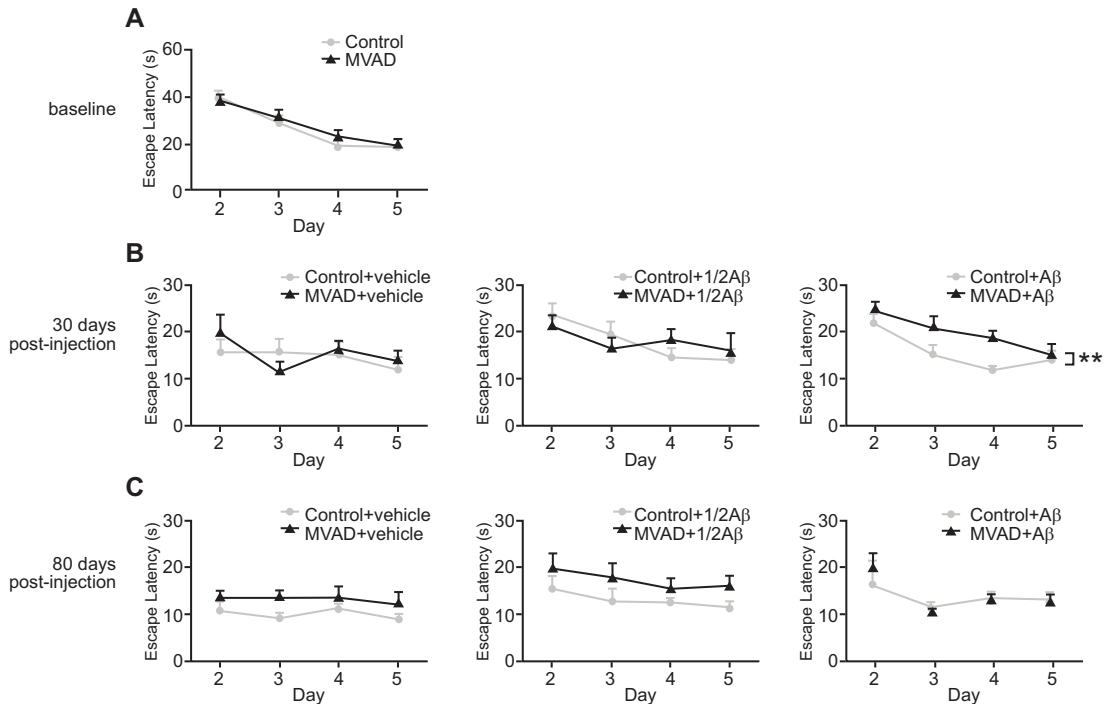 A
Control
MVAD
baseline
Escape Latency (s)
60
40
20
0
2 3 4 5
Day
B
30 days
post-injection
Control+vehicle
MVAD+vehicle
Escape Latency (s)
30
20
10
0
2 3 4 5
Day
Control+1/2Aβ
MVAD+1/2Aβ
Escape Latency (s)
30
20
10
0
2 3 4 5
Day
Control+Aβ
MVAD+Aβ
Escape Latency (s)
30
20
10
0
**
2 3 4 5
Day
C
80 days
post-injection
Control+vehicle
MVAD+vehicle
Escape Latency (s)
30
20
10
0
2 3 4 5
Day
Control+1/2Aβ
MVAD+1/2Aβ
Escape Latency (s)
30
20
10
0
2 3 4 5
Day
Control+Aβ
MVAD+Aβ
Escape Latency (s)
30
20
10
0
2 3 4 5
Day